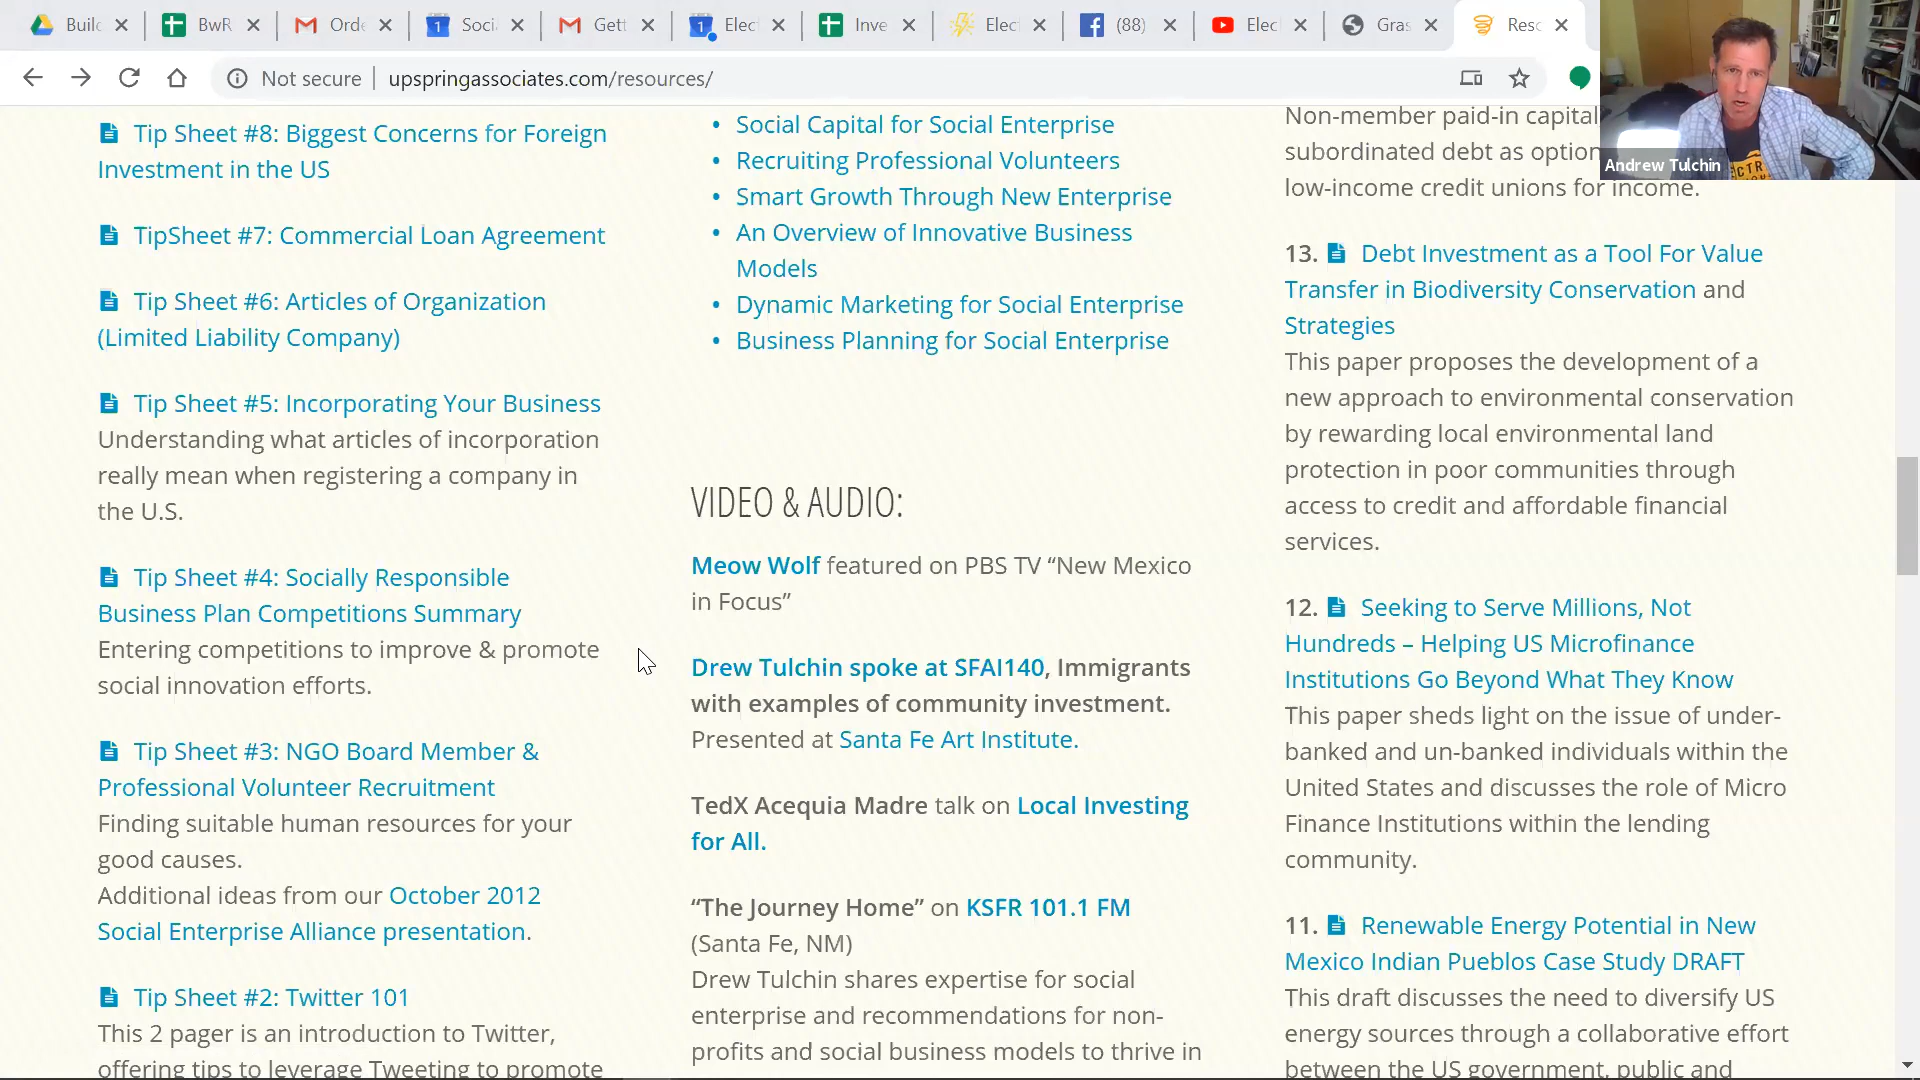 Builc
BwR
Orde
Soci
Gett
Elect
Inve
Elect
(88)
Elec
Gras
Resc
Not secure
upspringassociates.com/resources/
Andrew Tulchin
Tip Sheet #8: Biggest Concerns for Foreign
Investment in the US
TipSheet #7: Commercial Loan Agreement
Tip Sheet #6: Articles of Organization
(Limited Liability Company)
Tip Sheet #5: Incorporating Your Business
Understanding what articles of incorporation
really mean when registering a company in
the U.S.
Tip Sheet #4: Socially Responsible
Business Plan Competitions Summary
Entering competitions to improve & promote
social innovation efforts.
Tip Sheet #3: NGO Board Member &
Professional Volunteer Recruitment
Finding suitable human resources for your
good causes.
Additional ideas from our October 2012
Social Enterprise Alliance presentation.
Tip Sheet #2: Twitter 101
This 2 pager is an introduction to Twitter,
offering tips to leverage Tweeting to promote
• Social Capital for Social Enterprise
• Recruiting Professional Volunteers
• Smart Growth Through New Enterprise
• An Overview of Innovative Business
Models
• Dynamic Marketing for Social Enterprise
• Business Planning for Social Enterprise
VIDEO & AUDIO:
Meow Wolf featured on PBS TV “New Mexico
in Focus”
Drew Tulchin spoke at SFAI140, Immigrants
with examples of community investment.
Presented at Santa Fe Art Institute.
TedX Acequia Madre talk on Local Investing
for All.
“The Journey Home” on KSFR 101.1 FM
(Santa Fe, NM)
Drew Tulchin shares expertise for social
enterprise and recommendations for non-
profits and social business models to thrive in
Non-member paid-in capital
subordinated debt as option
low-income credit unions for income.
13. Debt Investment as a Tool For Value
Transfer in Biodiversity Conservation and
Strategies
This paper proposes the development of a
new approach to environmental conservation
by rewarding local environmental land
protection in poor communities through
access to credit and affordable financial
services.
12. Seeking to Serve Millions, Not
Hundreds – Helping US Microfinance
Institutions Go Beyond What They Know
This paper sheds light on the issue of under-
banked and un-banked individuals within the
United States and discusses the role of Micro
Finance Institutions within the lending
community.
11. Renewable Energy Potential in New
Mexico Indian Pueblos Case Study DRAFT
This draft discusses the need to diversify US
energy sources through a collaborative effort
between the US government, public and